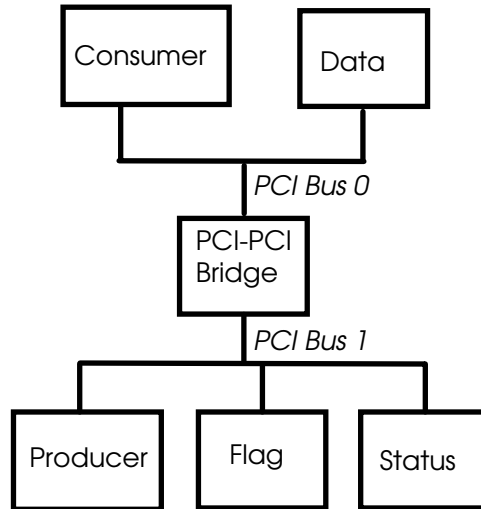 Consumer
Data
PCI Bus 0
PCI-PCI
Bridge
PCI Bus 1
Producer
Flag
Status